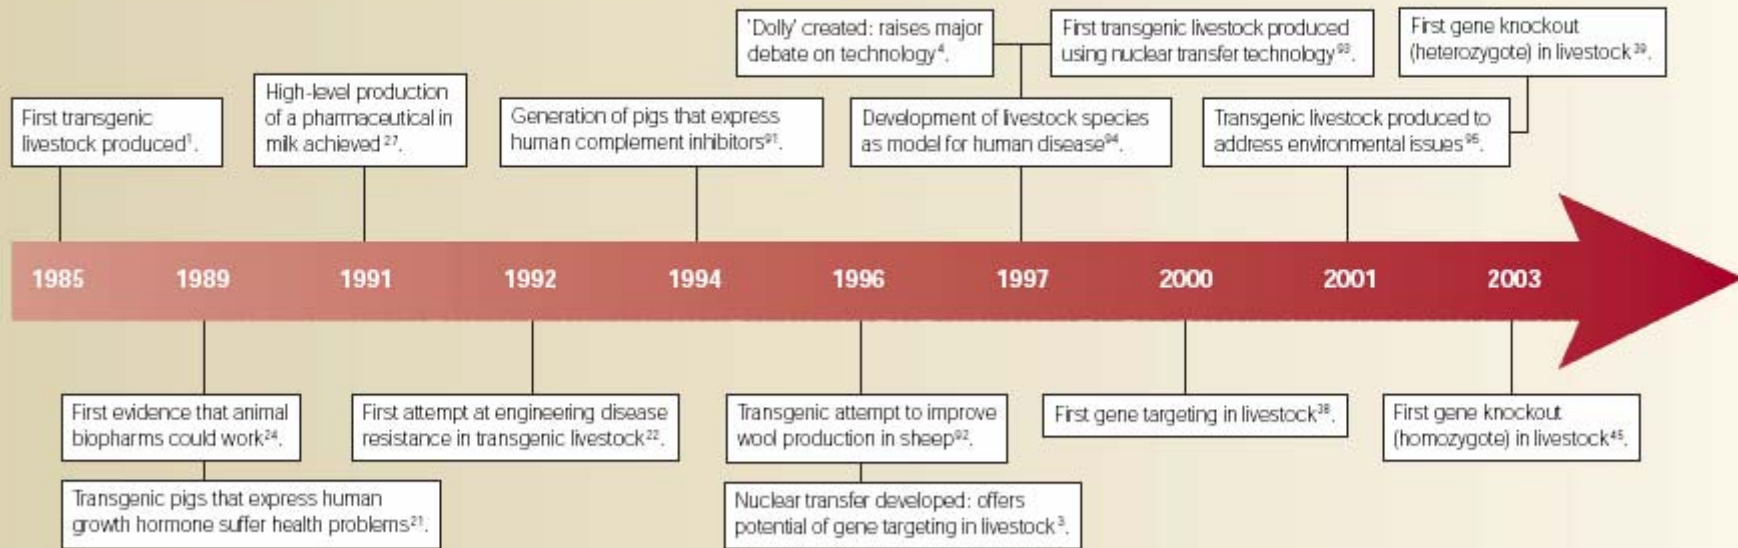 'Dolly' created: raises major
debate on technology⁴.
First transgenic livestock produced
using nuclear transfer technology⁹³.
First gene knockout
(heterozygote) in livestock³⁹.
First transgenic
livestock produced¹.
High-level production
of a pharmaceutical in
milk achieved²⁷.
Generation of pigs that express
human complement inhibitors⁹¹.
Development of livestock species
as model for human disease⁹⁴.
Transgenic livestock produced to
address environmental issues⁹⁵.
1985 1989 1991 1992 1994 1996 1997 2000 2001 2003
First evidence that animal
biopharms could work²⁴.
First attempt at engineering disease
resistance in transgenic livestock²².
Transgenic attempt to improve
wool production in sheep⁹².
First gene targeting in livestock³⁸.
First gene knockout
(homozygote) in livestock⁴⁵.
Transgenic pigs that express human
growth hormone suffer health problems²¹.
Nuclear transfer developed: offers
potential of gene targeting in livestock³.